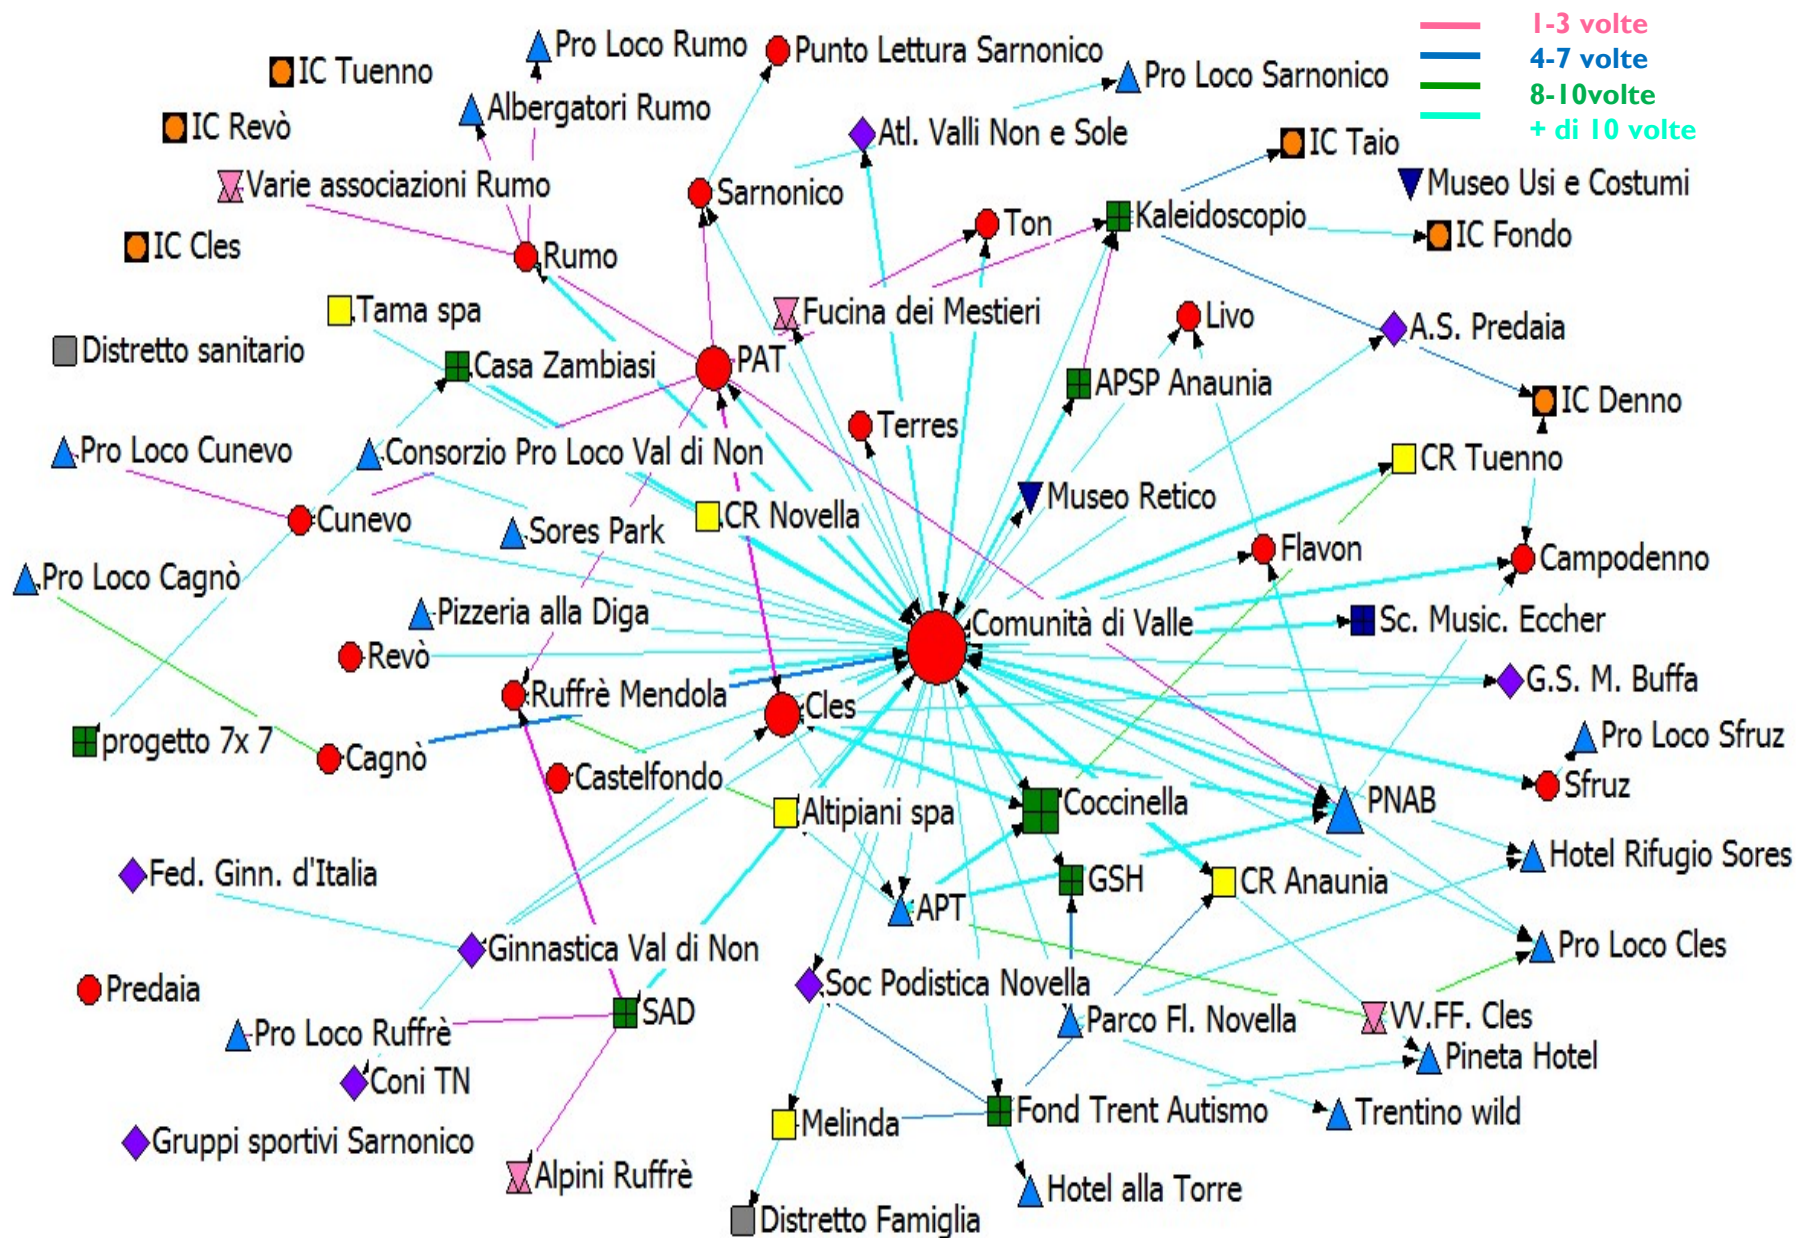 1-3 volte
Pro Loco Rumo
Punto Lettura Sarnonico
4-7 volte
IC Tuenno
Pro Loco Sarnonico
8-10volte
Albergatori Rumo
+ di 10 volte
IC Revò
Atl. Valli Non e Sole
IC Taio
Varie associazioni Rumo
Sarnonico
Museo Usi e Costumi
Kaleidoscopio
Ton
IC Fondo
IC Cles
Rumo
Tama spa
Fucina dei Mestieri
Livo
A.S. Predaia
Distretto sanitario
Casa Zambiasi
PAT
APSP Anaunia
IC Denno
Terres
Pro Loco Cunevo
Consorzio Pro Loco Val di Non
CR Tuenno
Museo Retico
Cunevo
CR Novella
Sores Park
Flavon
Campodenno
Pro Loco Cagnò
Pizzeria alla Diga
Comunità di Valle
Sc. Music. Eccher
Revò
Ruffrè Mendola
G.S. M. Buffa
Cles
progetto 7x 7
Cagnò
Pro Loco Sfruz
Castelfondo
Sfruz
Altipiani spa
Coccinella
PNAB
Hotel Rifugio Sores
Fed. Ginn. d'Italia
GSH
CR Anaunia
APT
Ginnastica Val di Non
Pro Loco Cles
Predaia
Soc Podistica Novella
SAD
Parco Fl. Novella
VV.FF. Cles
Pro Loco Ruffrè
Pineta Hotel
Coni TN
Melinda
Fond Trent Autismo
Trentino wild
Gruppi sportivi Sarnonico
Alpini Ruffrè
Hotel alla Torre
Distretto Famiglia